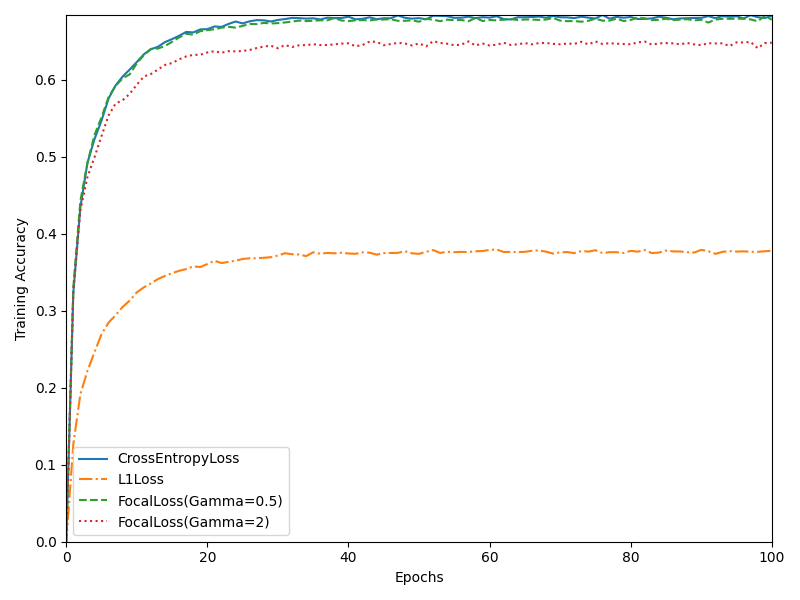 0.6
0.5
0.4
0.3
0.2
0.1
0.0
Training Accuracy
CrossEntropyLoss
L1Loss
FocalLoss(Gamma=0.5)
FocalLoss(Gamma=2)
0 20 40 60 80 100
Epochs